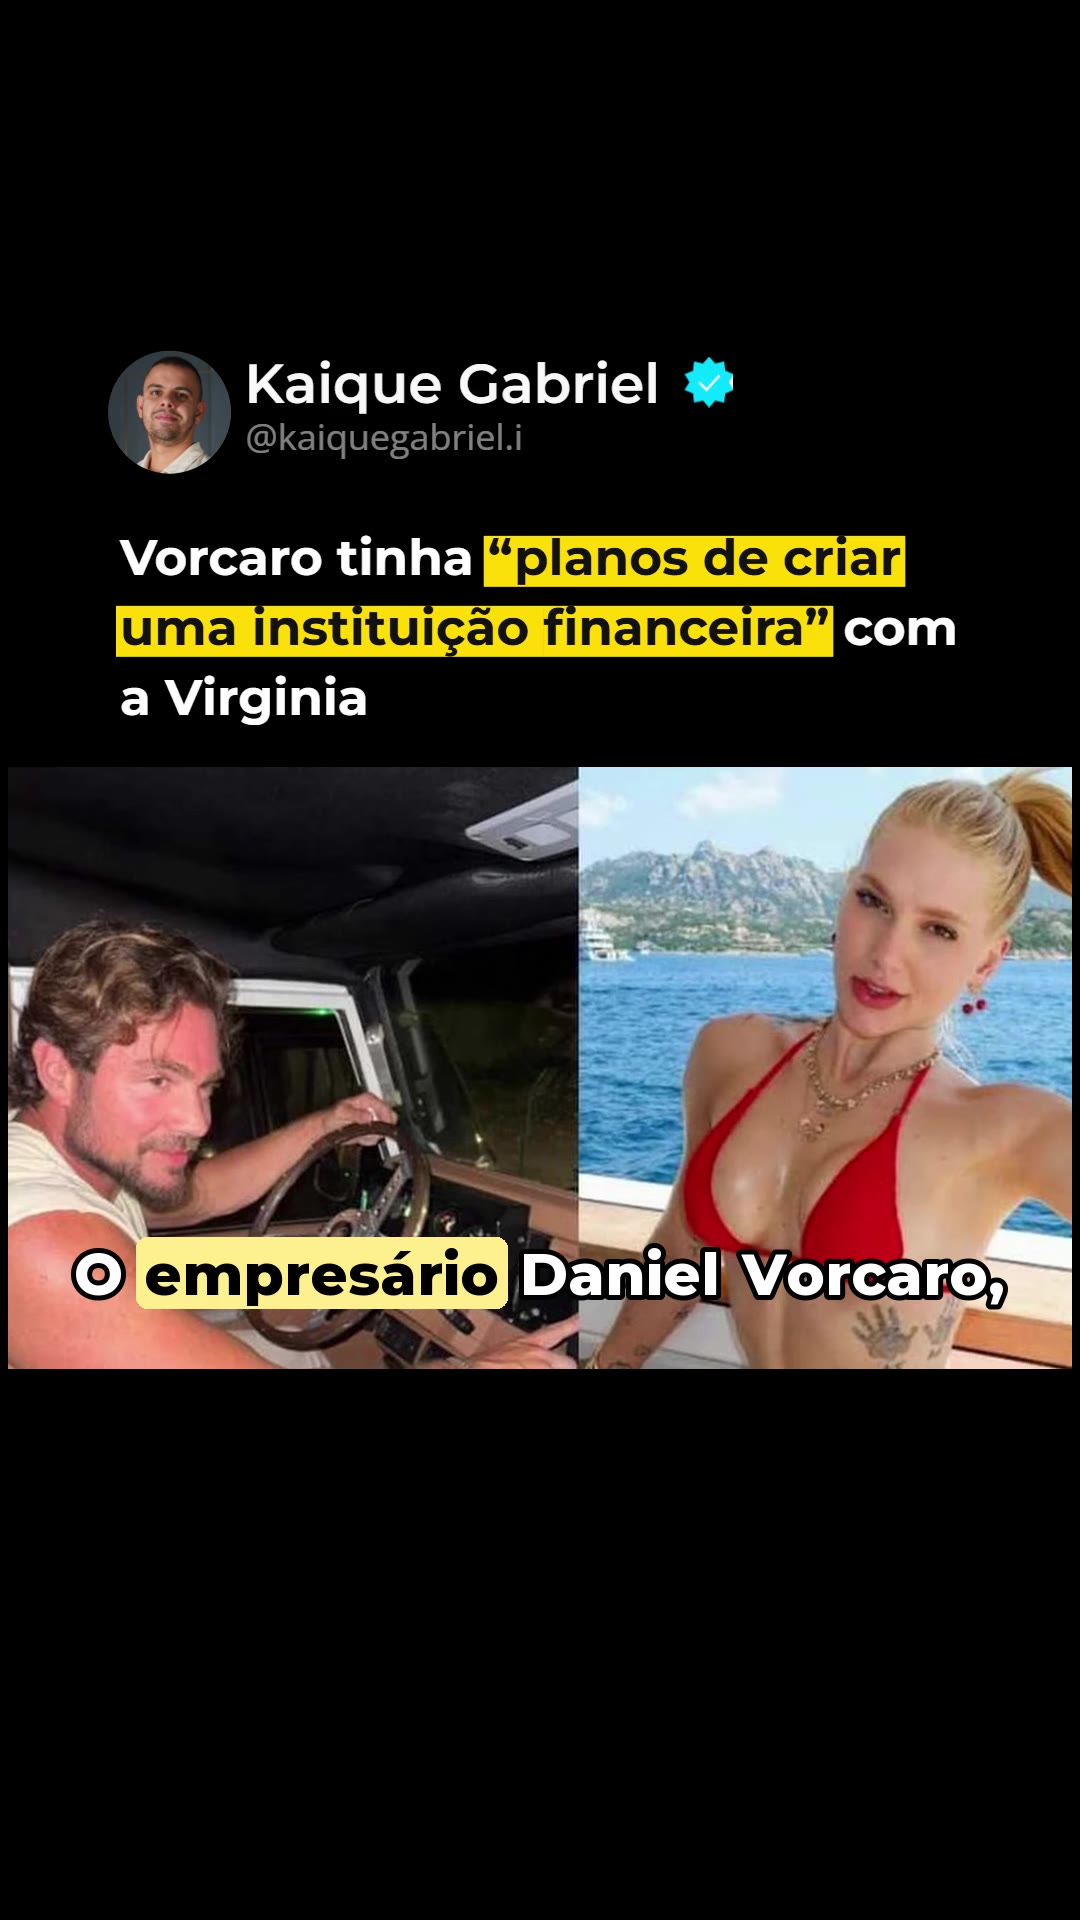 Kaique Gabriel
@kaiquegabriel.i
Vorcaro tinha “planos de criar
uma instituição financeira” com
a Virginia
O empresário Daniel Vorcaro,